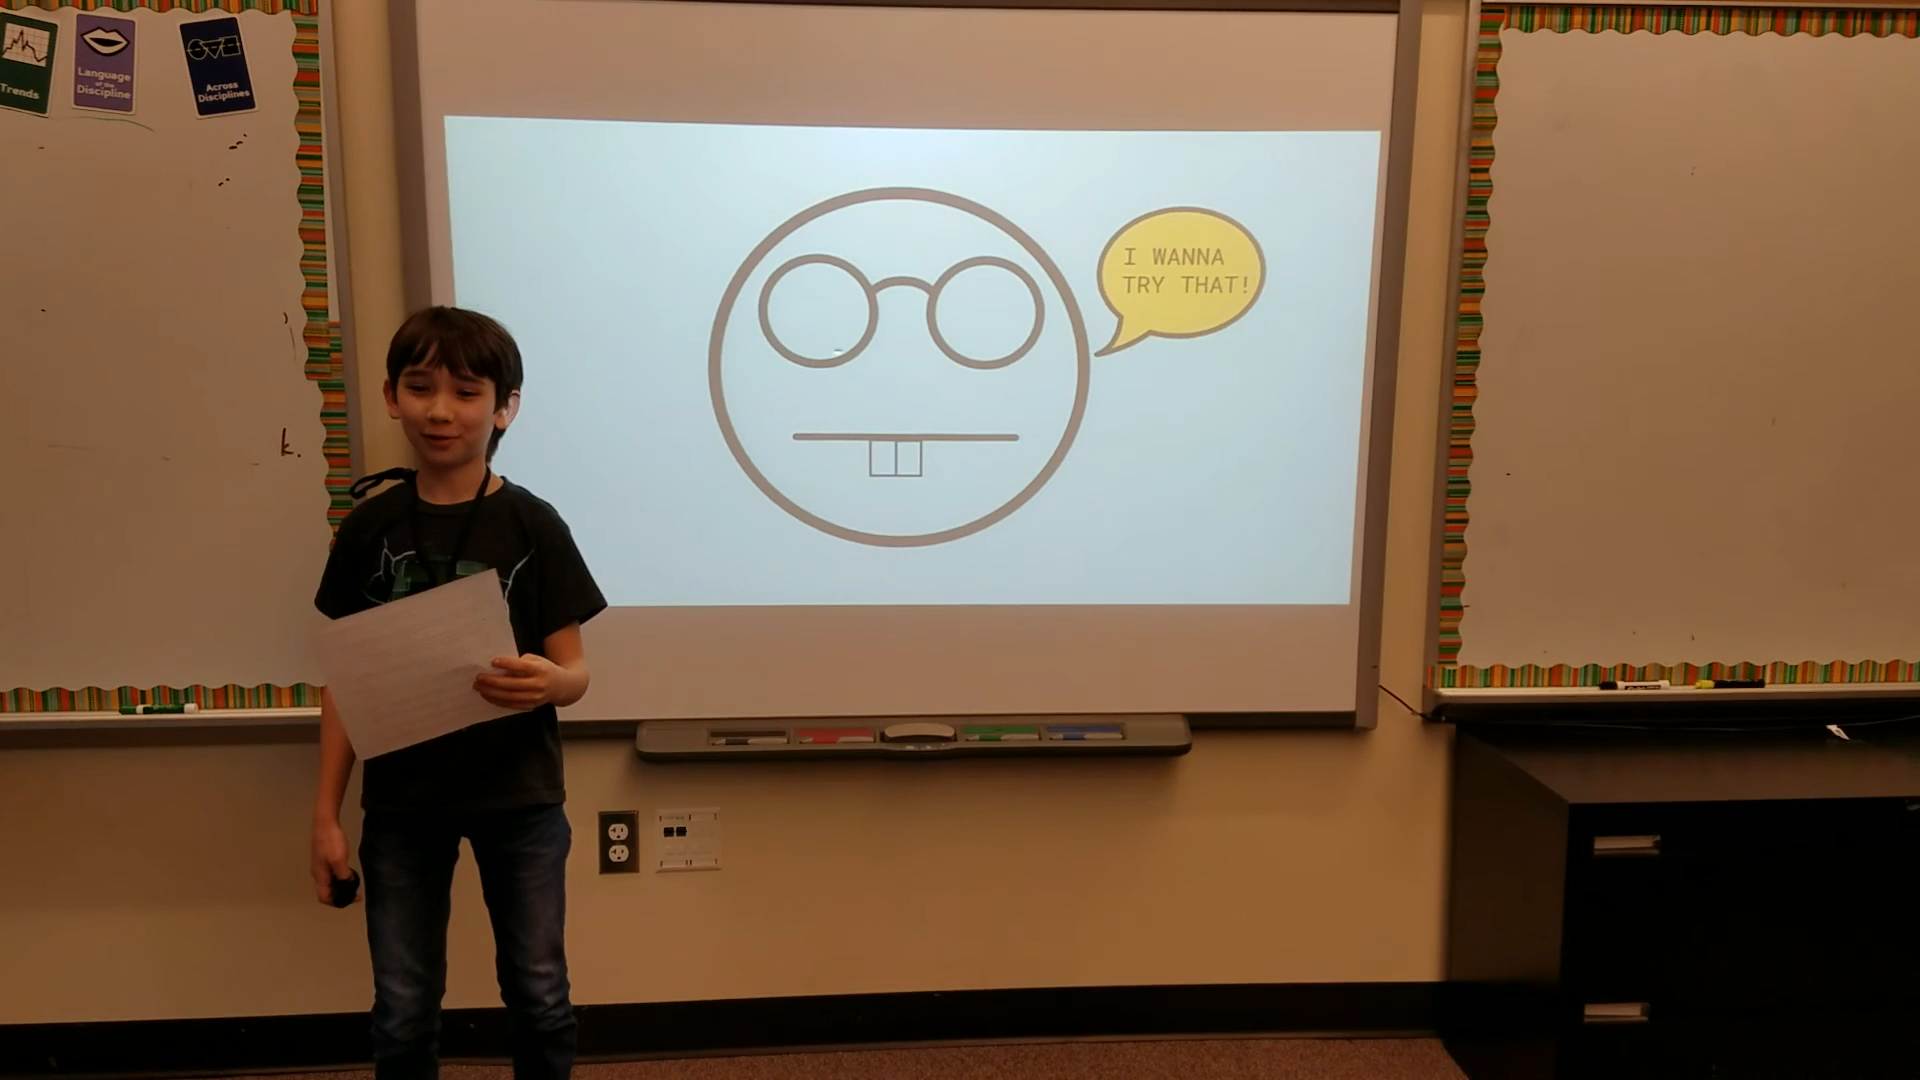 Trends
Language
of the
Discipline
Across
Disciplines
I WANNA
TRY THAT!
k.